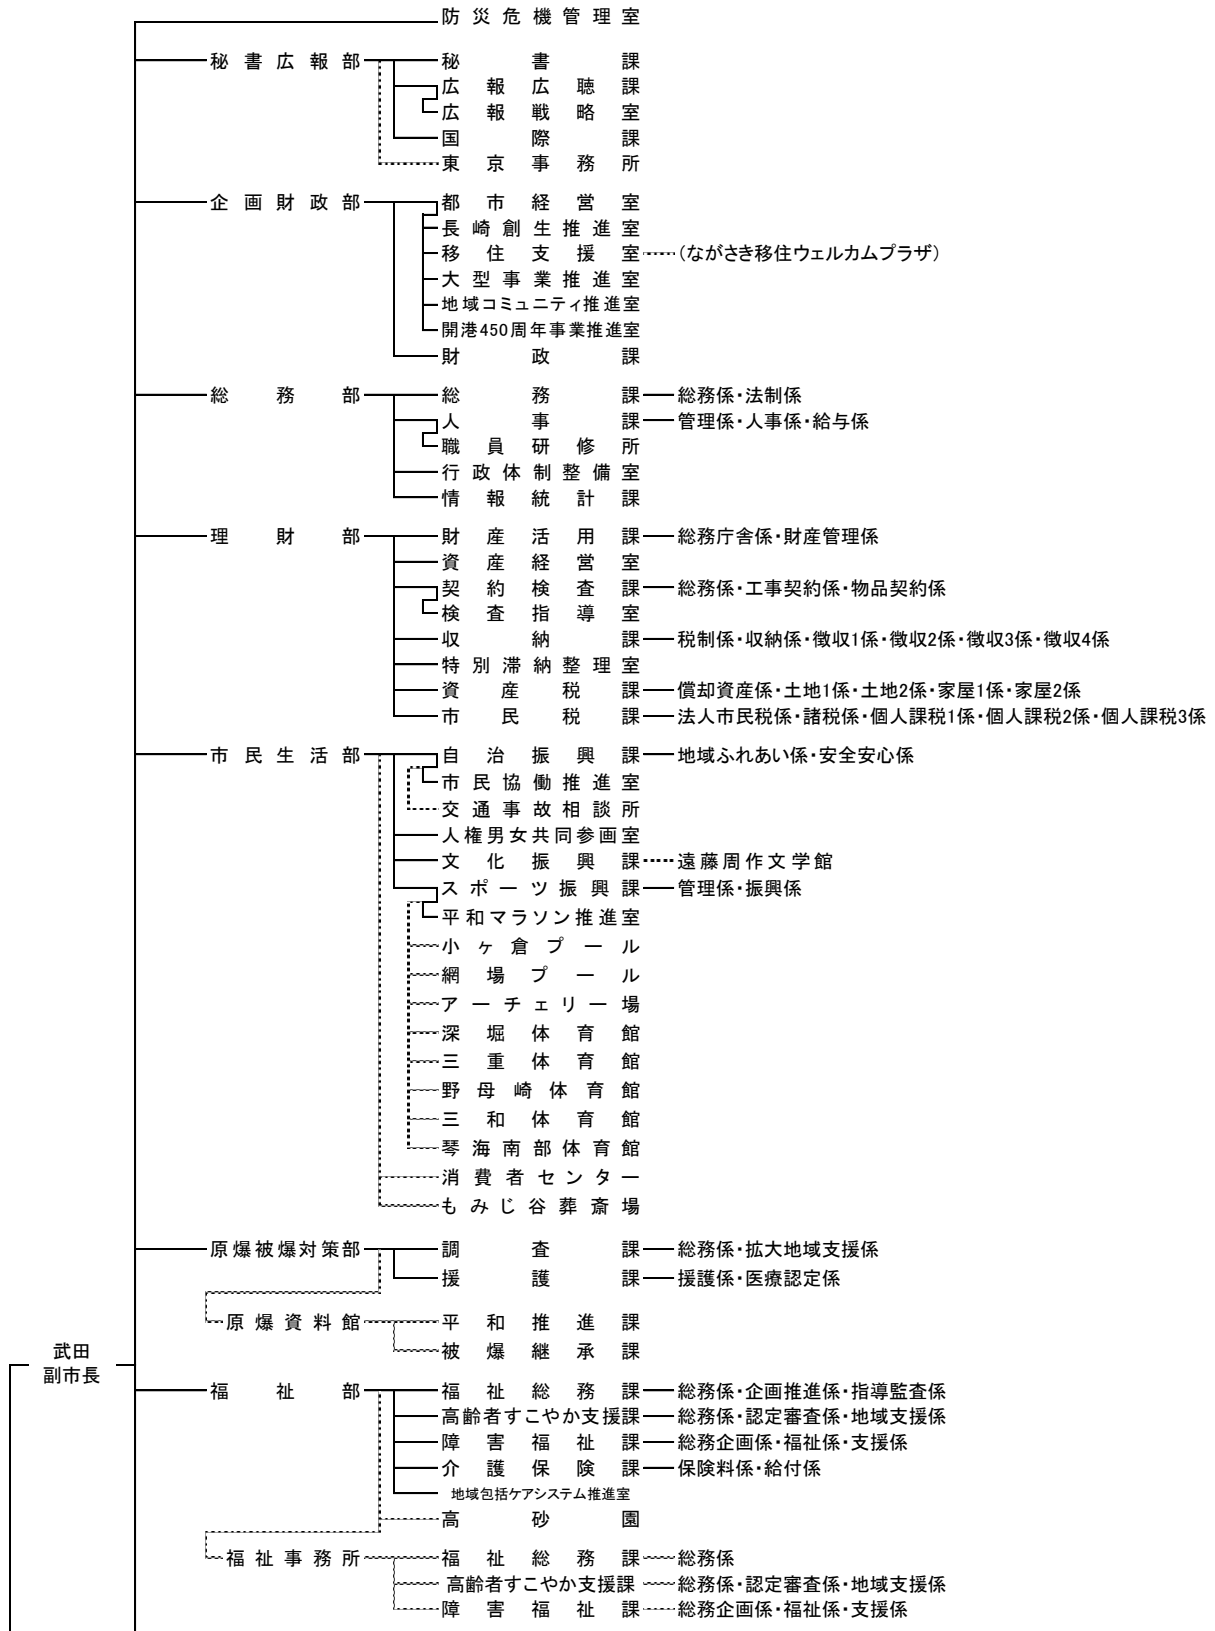 防災危機管理室
秘書広報部 秘書課
広報広聴課
広報戦略室
国際課
東京事務所
企画財政部 都市経営室
長崎創生推進室
移住支援室 (ながさき移住ウェルカムプラザ)
大型事業推進室
地域コミュニティ推進室
開港450周年事業推進室
財政課
総務部 総務課 総務係・法制係
人事課 管理係・人事係・給与係
職員研修所
行政体制整備室
情報統計課
理財部 財産活用課 総務庁舎係・財産管理係
資産経営室
契約検査課 総務係・工事契約係・物品契約係
検査指導室
収納課 税制係・収納係・徴収1係・徴収2係・徴収3係・徴収4係
特別滞納整理室
資産税課 償却資産係・土地1係・土地2係・家屋1係・家屋2係
市民税課 法人市民税係・諸税係・個人課税1係・個人課税2係・個人課税3係
市民生活部 自治振興課 地域ふれあい係・安全安心係
市民協働推進室
交通事故相談所
人権男女共同参画室
文化振興課 遠藤周作文学館
スポーツ振興課 管理係・振興係
平和マラソン推進室
小ヶ倉プール
網場プール
アーチェリー場
深堀体育館
三重体育館
野母崎体育館
三和体育館
琴海南部体育館
消費者センター
もみじ谷葬斎場
原爆被爆対策部 調査課 総務係・拡大地域支援係
援護課 援護係・医療認定係
原爆資料館 平和推進課
被爆継承課
武田
副市長
福祉部 福祉総務課 総務係・企画推進係・指導監査係
高齢者すこやか支援課 総務係・認定審査係・地域支援係
障害福祉課 総務企画係・福祉係・支援係
介護保険課 保険料係・給付係
地域包括ケアシステム推進室
高砂園
福祉事務所 福祉総務課 総務係
高齢者すこやか支援課 総務係・認定審査係・地域支援係
障害福祉課 総務企画係・福祉係・支援係